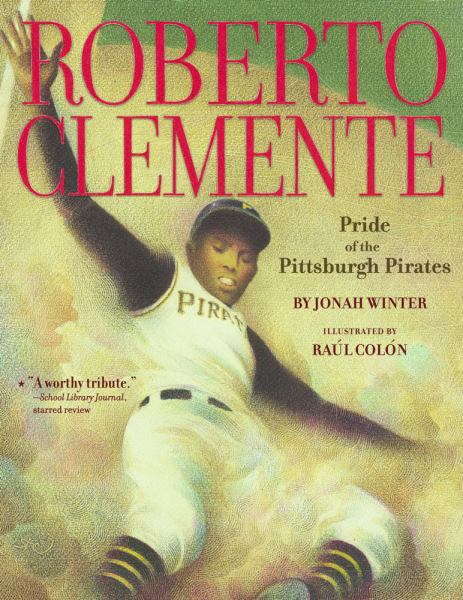 ROBERTO
CLEMENTE
Pride
of the
Pittsburgh Pirates
BY JONAH WINTER
ILLUSTRATED BY
RAÚL COLÓN
PIRAT
★ "A worthy tribute."
—School Library Journal,
starred review